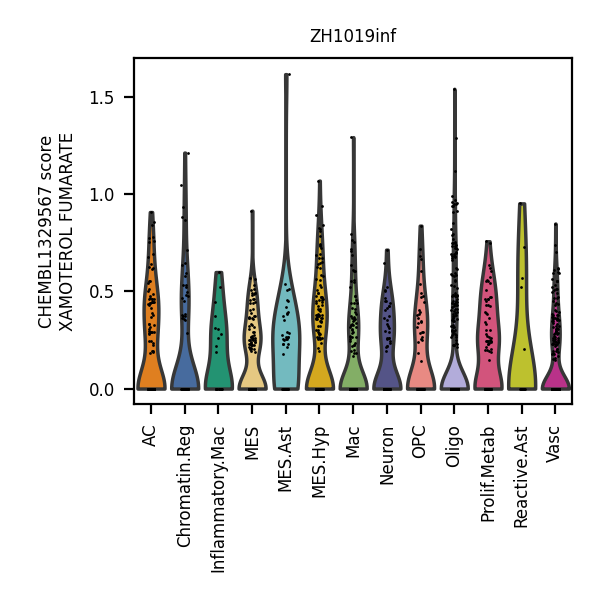 ZH1019inf
CHEMBL1329567 score
XAMOTEROL FUMARATE
1.5
1.0
0.5
0.0
AC
Chromatin.Reg
Inflammatory.Mac
MES
MES.Ast
MES.Hyp
Mac
Neuron
OPC
Oligo
Prolif.Metab
Reactive.Ast
Vasc